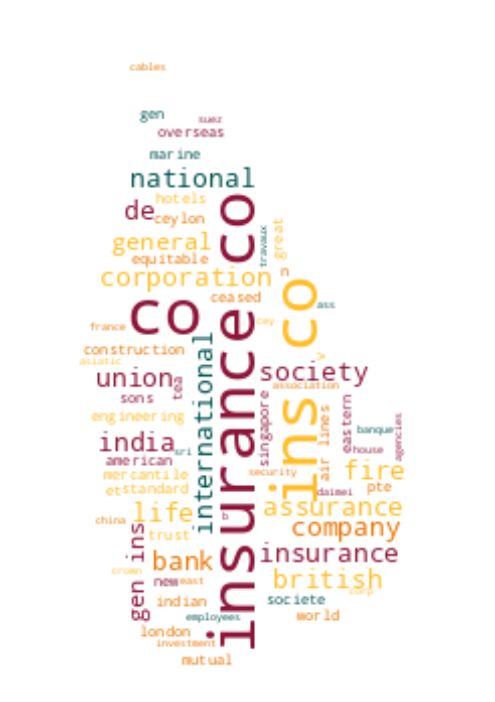 cables
gen
suez
overseas
marine
national
hotels
de
ceylon
great
travaux
general
equitable
n
corporation
ceased
ass
co
cey
france
insurance co
ins co
construction
>
asiatic
international
society
union
tea
association
sons
singapore
air lines
eastern
engineering
banque
agencies
india
sri
house
american
security
fire
mercantile
et
standard
daimei
pte
life
b
assurance
china
company
trust
gen ins
bank
insurance
crown
new
east
british
corp
indian
societe
employees
world
london
investment
mutual